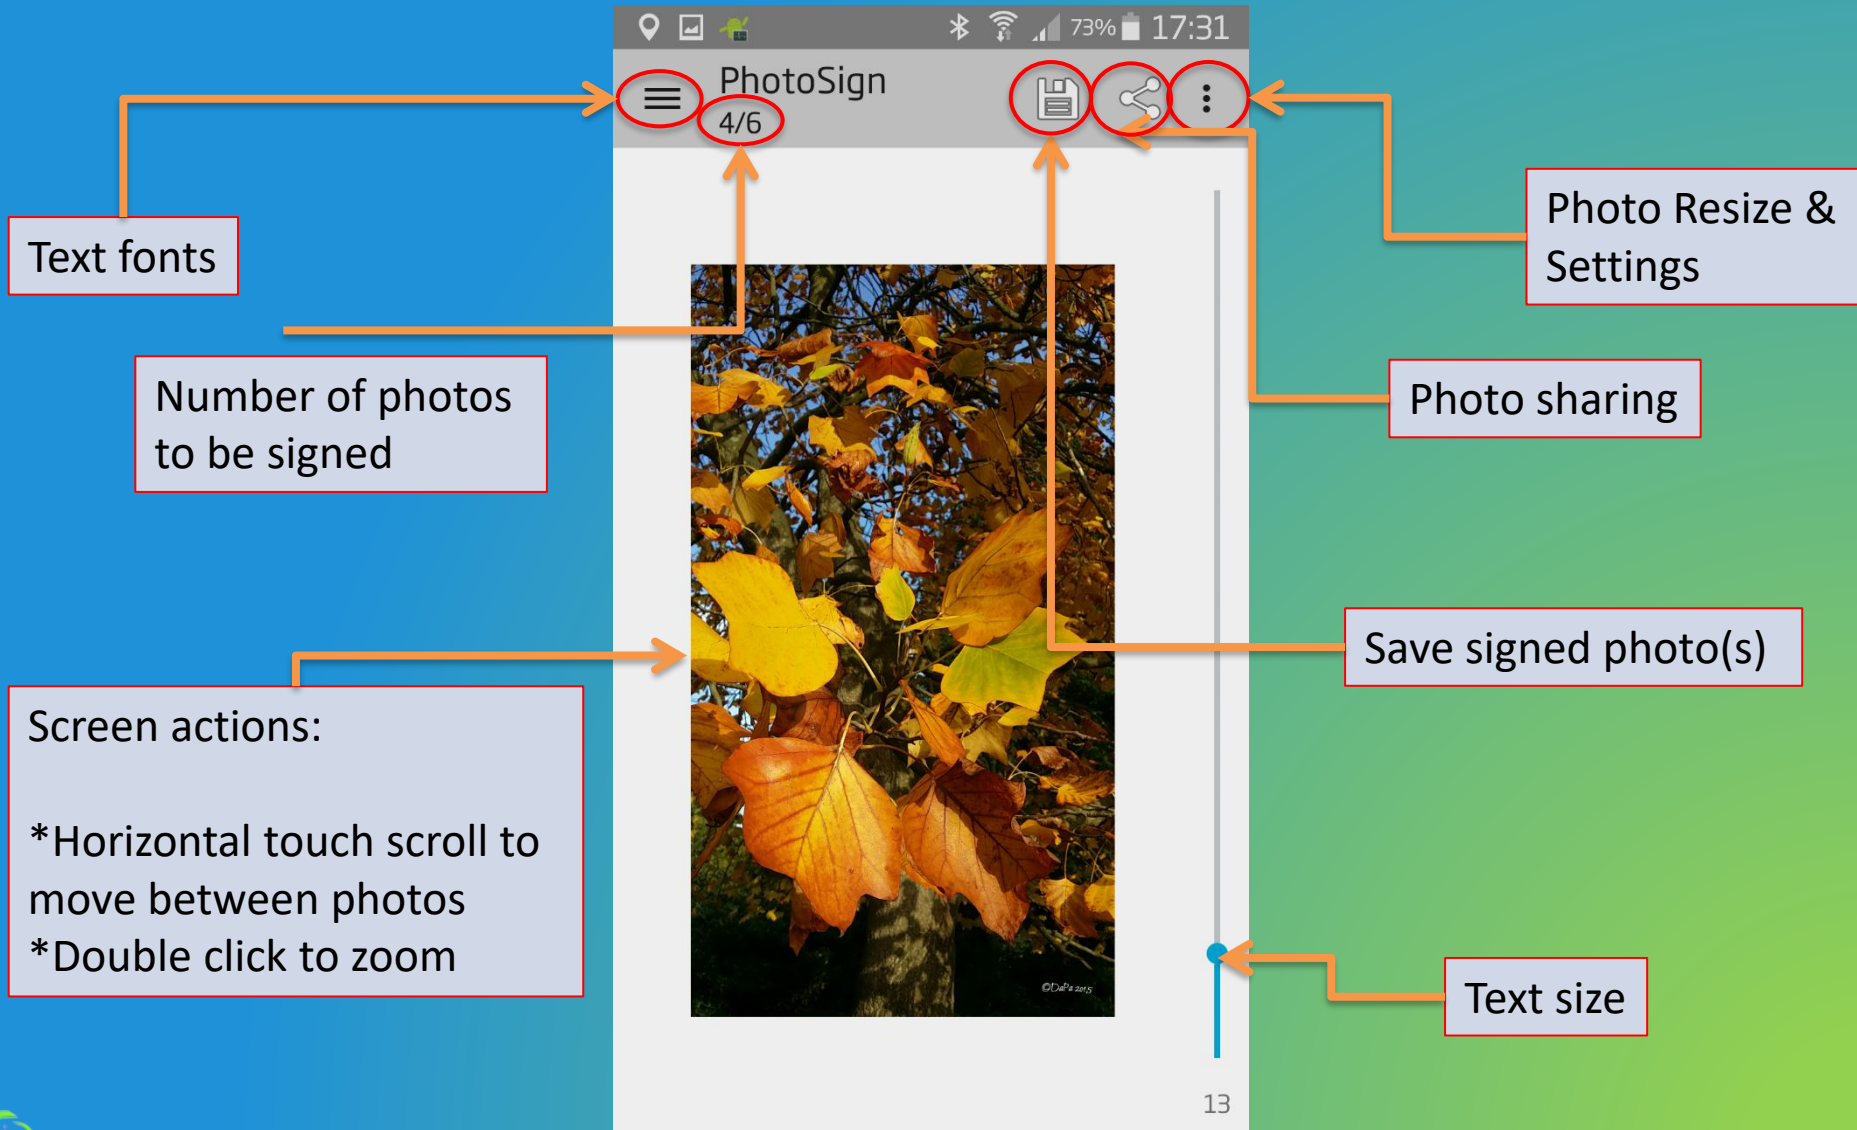 73% 17:31
PhotoSign
4/6
Text fonts
Photo Resize &
Settings
Number of photos
to be signed
Photo sharing
Save signed photo(s)
Screen actions:
*Horizontal touch scroll to
move between photos
*Double click to zoom
©DaPa 2015
Text size
13